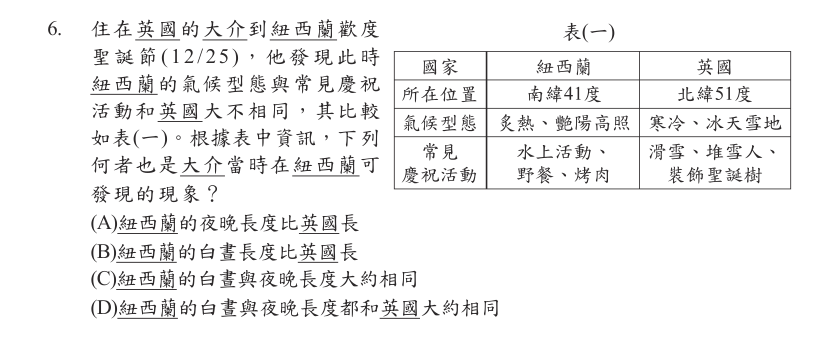 6. 住在英國的大介到紐西蘭歡度
聖誕節(12/25)，他發現此時
紐西蘭的氣候型態與常見慶祝
活動和英國大不相同，其比較
如表(一)。根據表中資訊，下列
何者也是大介當時在紐西蘭可
發現的現象？
表(一)
國家 紐西蘭 英國
所在位置 南緯41度 北緯51度
氣候型態 炙熱、艷陽高照 寒冷、冰天雪地
常見 水上活動、 滑雪、堆雪人、
慶祝活動 野餐、烤肉 裝飾聖誕樹
(A)紐西蘭的夜晚長度比英國長
(B)紐西蘭的白晝長度比英國長
(C)紐西蘭的白晝與夜晚長度大約相同
(D)紐西蘭的白晝與夜晚長度都和英國大約相同